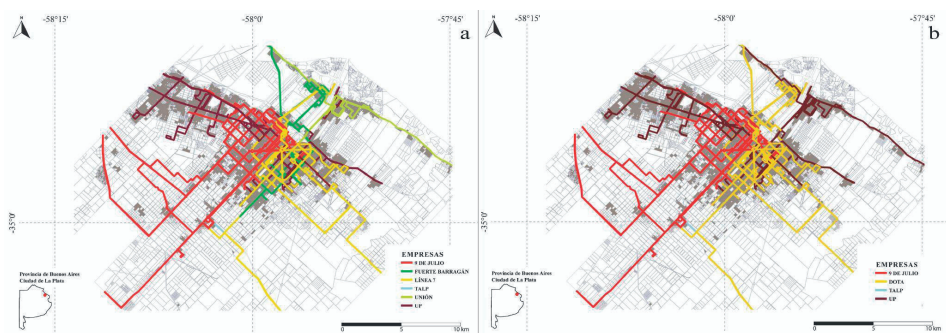 -58°15'
-58°0'
-57°45'
a
N
-35°0'
Provincia de Buenos Aires
Ciudad de La Plata
EMPRESAS
9 DE JULIO
FUERTE BARRAGÁN
LÍNEA 7
TALP
UNIÓN
UP
0
5
10 km
-58°15'
-58°0'
-57°45'
b
N
-35°0'
Provincia de Buenos Aires
Ciudad de La Plata
EMPRESAS
9 DE JULIO
DOTA
TALP
UP
0
5
10 km